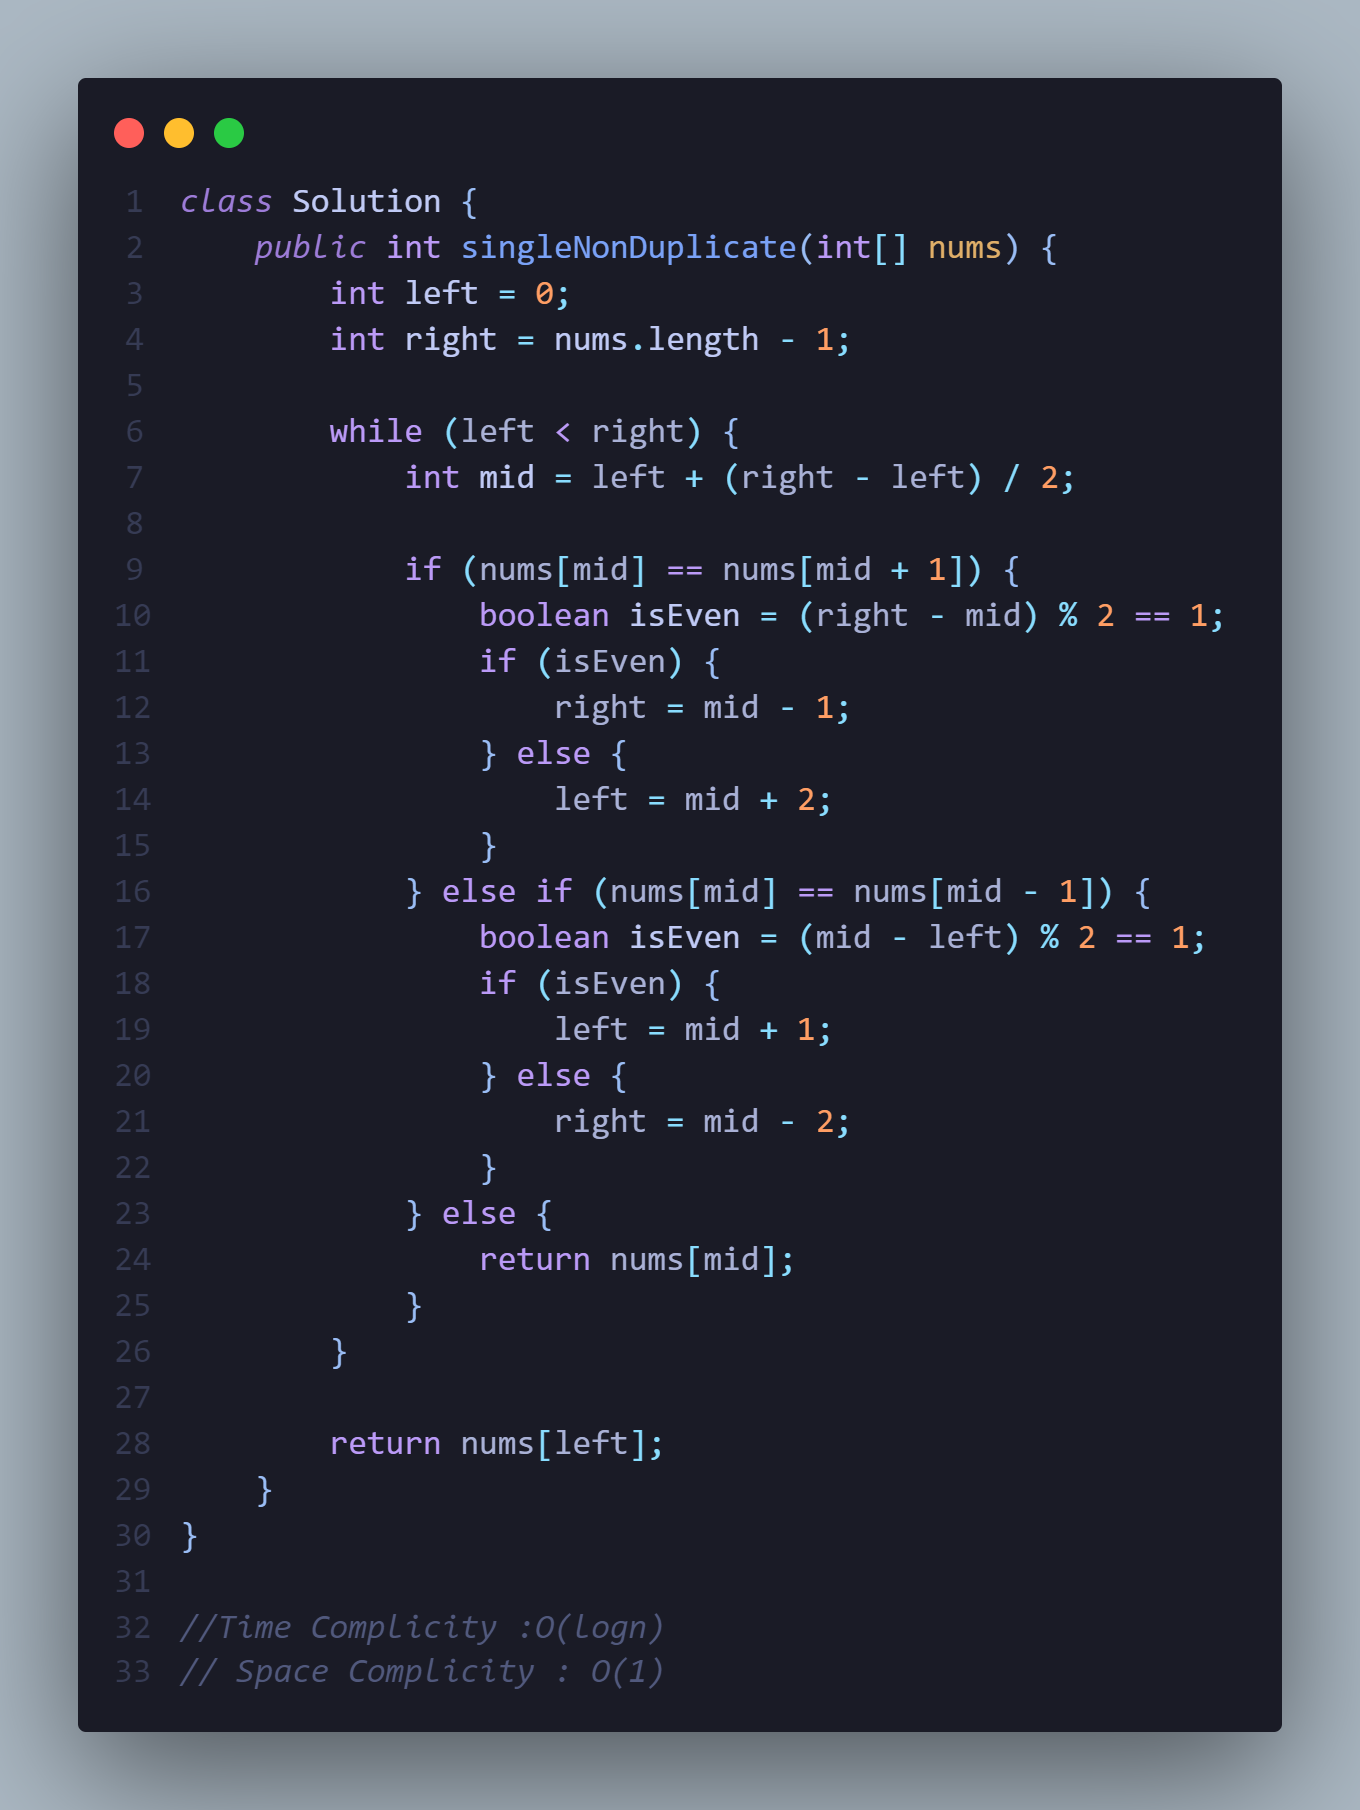 1 class Solution {
2     public int singleNonDuplicate(int[] nums) {
3         int left = 0;
4         int right = nums.length - 1;
5
6         while (left < right) {
7             int mid = left + (right - left) / 2;
8
9             if (nums[mid] == nums[mid + 1]) {
10                 boolean isEven = (right - mid) % 2 == 1;
11                 if (isEven) {
12                     right = mid - 1;
13                 } else {
14                     left = mid + 2;
15                 }
16             } else if (nums[mid] == nums[mid - 1]) {
17                 boolean isEven = (mid - left) % 2 == 1;
18                 if (isEven) {
19                     left = mid + 1;
20                 } else {
21                     right = mid - 2;
22                 }
23             } else {
24                 return nums[mid];
25             }
26         }
27
28         return nums[left];
29     }
30 }
31
32 //Time Complicity :O(logn)
33 // Space Complicity : O(1)